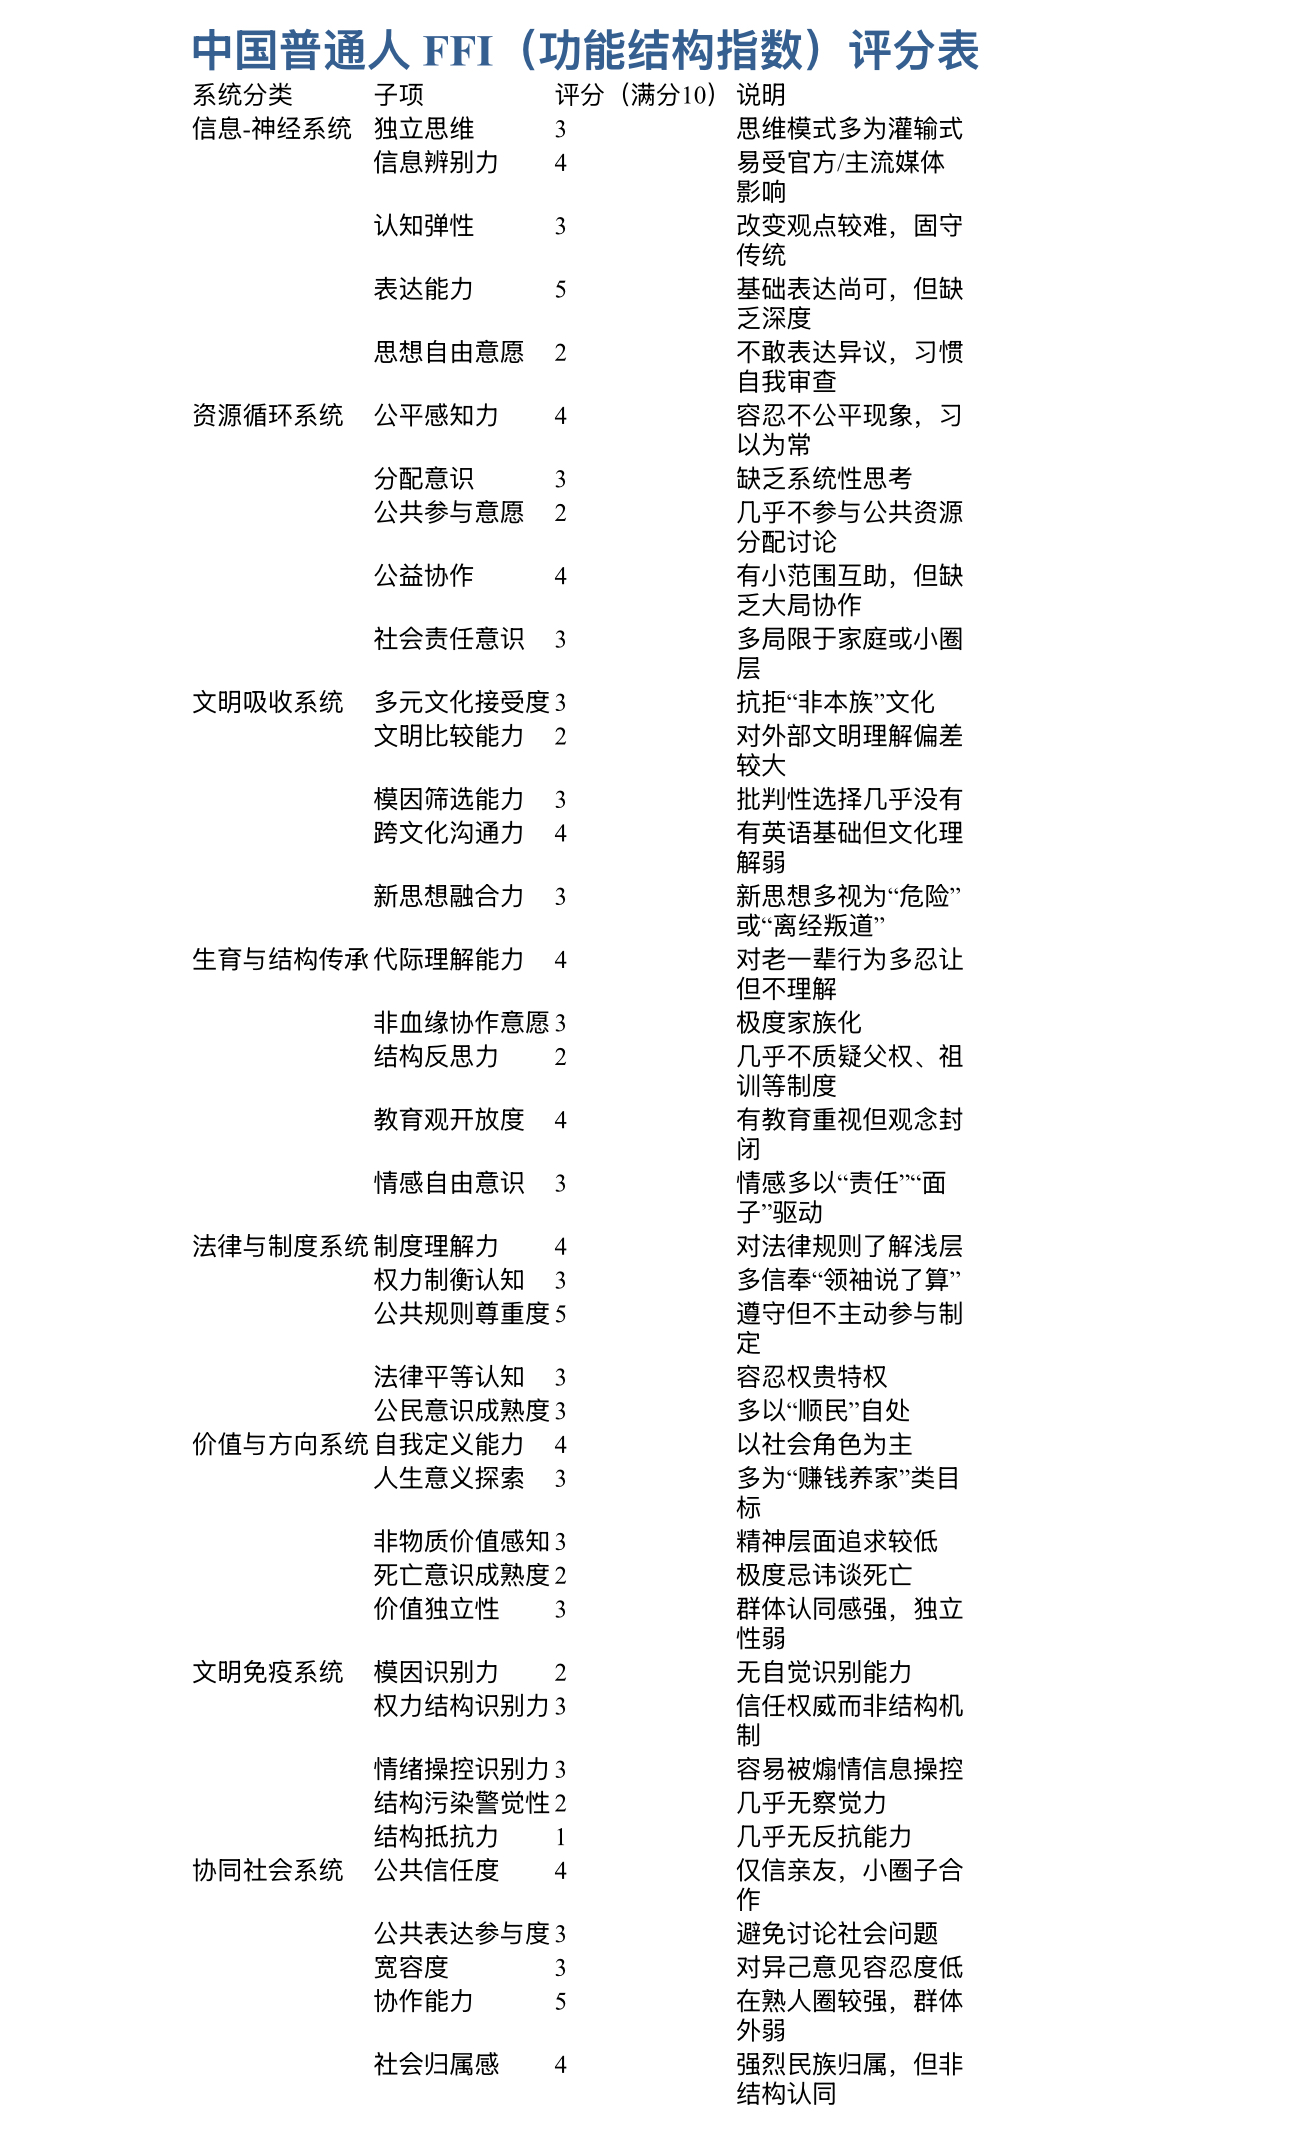 中国普通人 FFI（功能结构指数）评分表
系统分类 子项 评分（满分10） 说明
信息-神经系统 独立思维 3 思维模式多为灌输式
信息辨别力 4 易受官方/主流媒体
影响
认知弹性 3 改变观点较难，固守
传统
表达能力 5 基础表达尚可，但缺
乏深度
思想自由意愿 2 不敢表达异议，习惯
自我审查
资源循环系统 公平感知力 4 容忍不公平现象，习
以为常
分配意识 3 缺乏系统性思考
公共参与意愿 2 几乎不参与公共资源
分配讨论
公益协作 4 有小范围互助，但缺
乏大局协作
社会责任意识 3 多局限于家庭或小圈
层
文明吸收系统 多元文化接受度 3 抗拒“非本族”文化
文明比较能力 2 对外部文明理解偏差
较大
模因筛选能力 3 批判性选择几乎没有
跨文化沟通力 4 有英语基础但文化理
解弱
新思想融合力 3 新思想多视为“危险”
或“离经叛道”
生育与结构传承 代际理解能力 4 对老一辈行为多忍让
但不理解
非血缘协作意愿 3 极度家族化
结构反思力 2 几乎不质疑父权、祖
训等制度
教育观开放度 4 有教育重视但观念封
闭
情感自由意识 3 情感多以“责任”“面
子”驱动
法律与制度系统 制度理解力 4 对法律规则了解浅层
权力制衡认知 3 多信奉“领袖说了算”
公共规则尊重度 5 遵守但不主动参与制
定
法律平等认知 3 容忍权贵特权
公民意识成熟度 3 多以“顺民”自处
价值与方向系统 自我定义能力 4 以社会角色为主
人生意义探索 3 多为“赚钱养家”类目
标
非物质价值感知 3 精神层面追求较低
死亡意识成熟度 2 极度忌讳谈死亡
价值独立性 3 群体认同感强，独立
性弱
文明免疫系统 模因识别力 2 无自觉识别能力
权力结构识别力 3 信任权威而非结构机
制
情绪操控识别力 3 容易被煽情信息操控
结构污染警觉性 2 几乎无察觉力
结构抵抗力 1 几乎无反抗能力
协同社会系统 公共信任度 4 仅信亲友，小圈子合
作
公共表达参与度 3 避免讨论社会问题
宽容度 3 对异己意见容忍度低
协作能力 5 在熟人圈较强，群体
外弱
社会归属感 4 强烈民族归属，但非
结构认同